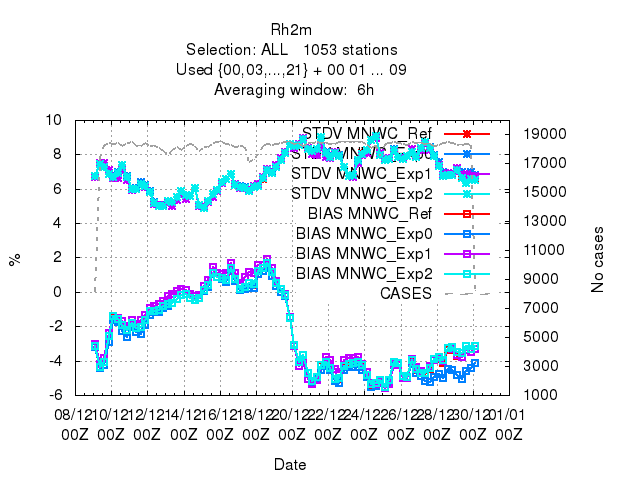 Rh2m
Selection: ALL 1053 stations
Used {00,03,...,21} + 00 01 ... 09
Averaging window: 6h
10
8
6
4
2
0
-2
-4
-6
%
19000
17000
15000
13000
11000
9000
7000
5000
3000
1000
No cases
STDV MNWC_Ref
STDV MNWC_Exp0
STDV MNWC_Exp1
STDV MNWC_Exp2
BIAS MNWC_Ref
BIAS MNWC_Exp0
BIAS MNWC_Exp1
BIAS MNWC_Exp2
CASES
08/12 10/12 12/12 14/12 16/12 18/12 20/12 22/12 24/12 26/12 28/12 30/12 01/01
00Z 00Z 00Z 00Z 00Z 00Z 00Z 00Z 00Z 00Z 00Z 00Z 00Z
Date